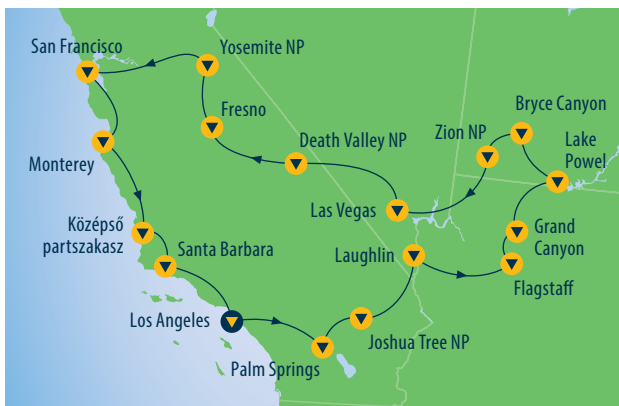 San Francisco
Yosemite NP
Bryce Canyon
Fresno
Zion NP
Lake
Powel
Monterey
Death Valley NP
Las Vegas
Középső
partszakasz
Santa Barbara
Laughlin
Grand
Canyon
Flagstaff
Los Angeles
Joshua Tree NP
Palm Springs